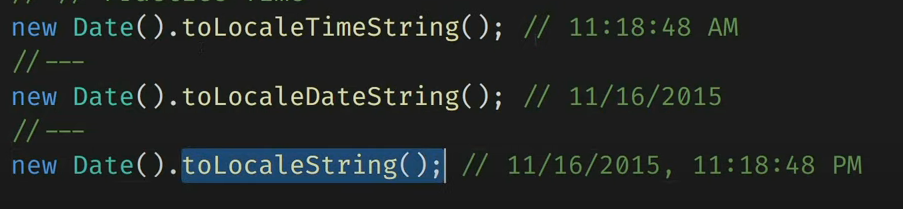 new Date().toLocaleTimeString(); // 11:18:48 AM
//---
new Date().toLocaleDateString(); // 11/16/2015
//---
new Date().toLocaleString(); // 11/16/2015, 11:18:48 PM